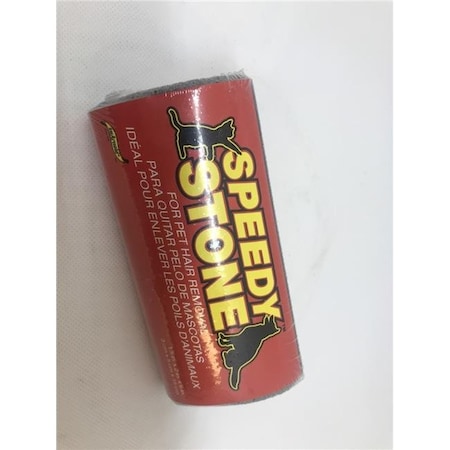 SPEEDY
STONE
FOR PET HAIR REMOVAL
PARA QUITAR PELO DE MASCOTAS
IDÉAL POUR ENLEVER LES POILS D'ANIMAUX